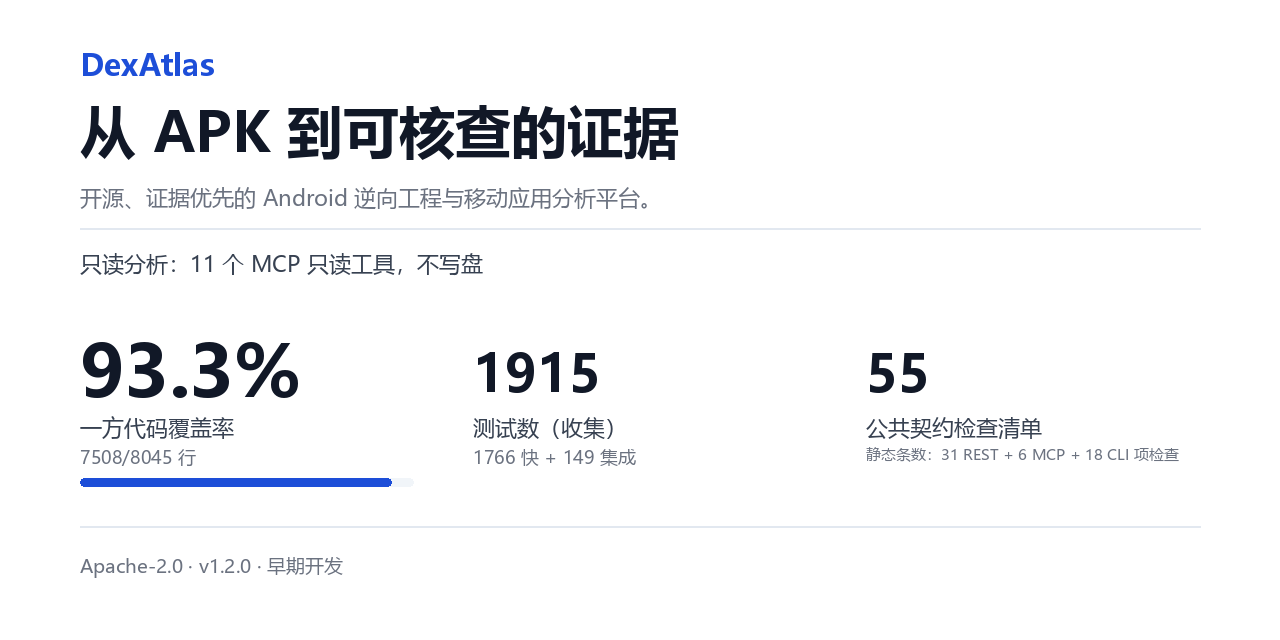 DexAtlas
从 APK 到可核查的证据
开源、证据优先的 Android 逆向工程与移动应用分析平台。
只读分析：11 个 MCP 只读工具，不写盘
93.3%
一方代码覆盖率
7508/8045 行
1915
测试数（收集）
1766 快 + 149 集成
55
公共契约检查清单
静态条数：31 REST + 6 MCP + 18 CLI 项检查
Apache-2.0 · v1.2.0 · 早期开发